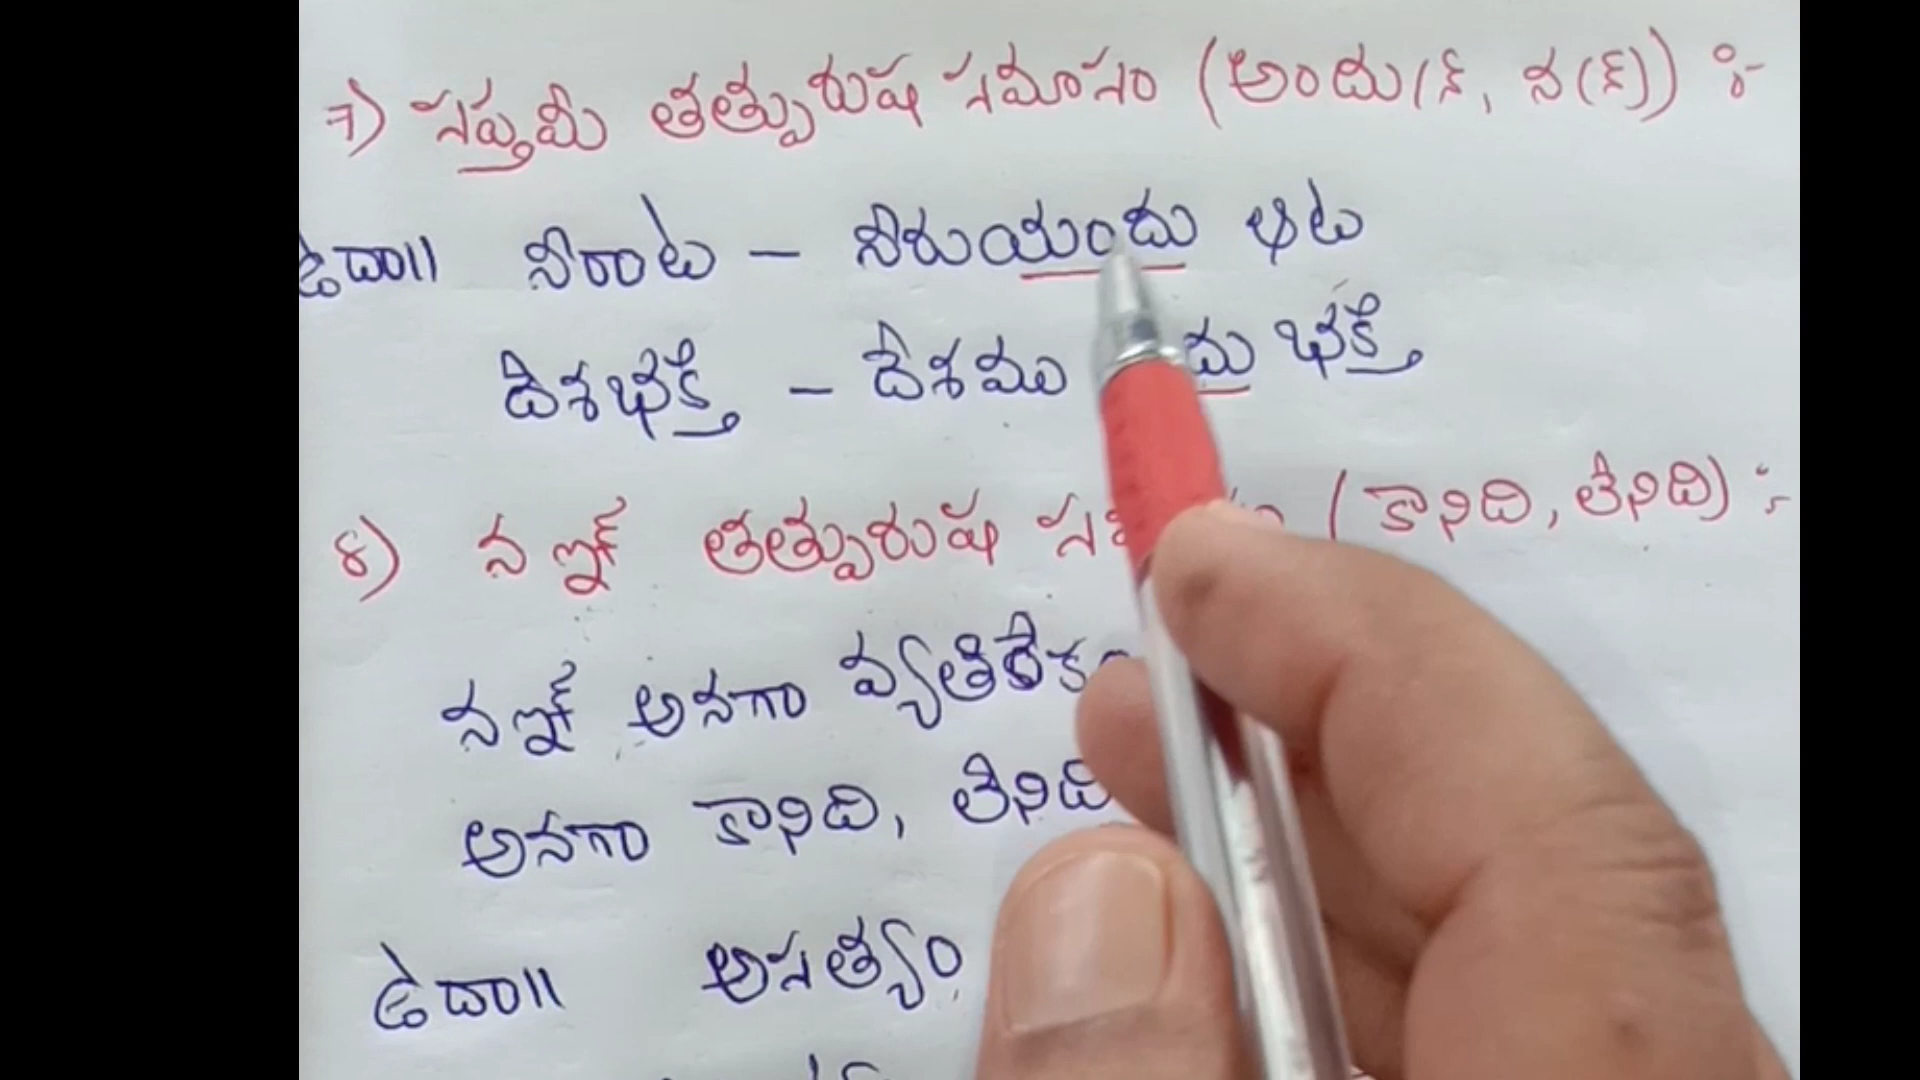 7) సప్తమీ తత్పురుష సమాసం (అందు(న్, న(న్)) :-
ఉదా|| నీరాట - నీరుయందు ఆట
దేశభక్తి - దేశము భక్తి
8) నఞ్ తత్పురుష (కానిది, లేనిది) :-
నఞ్ అనగా వ్యతిరేకం
అనగా కానిది, లేనిది
ఉదా|| అసత్యం